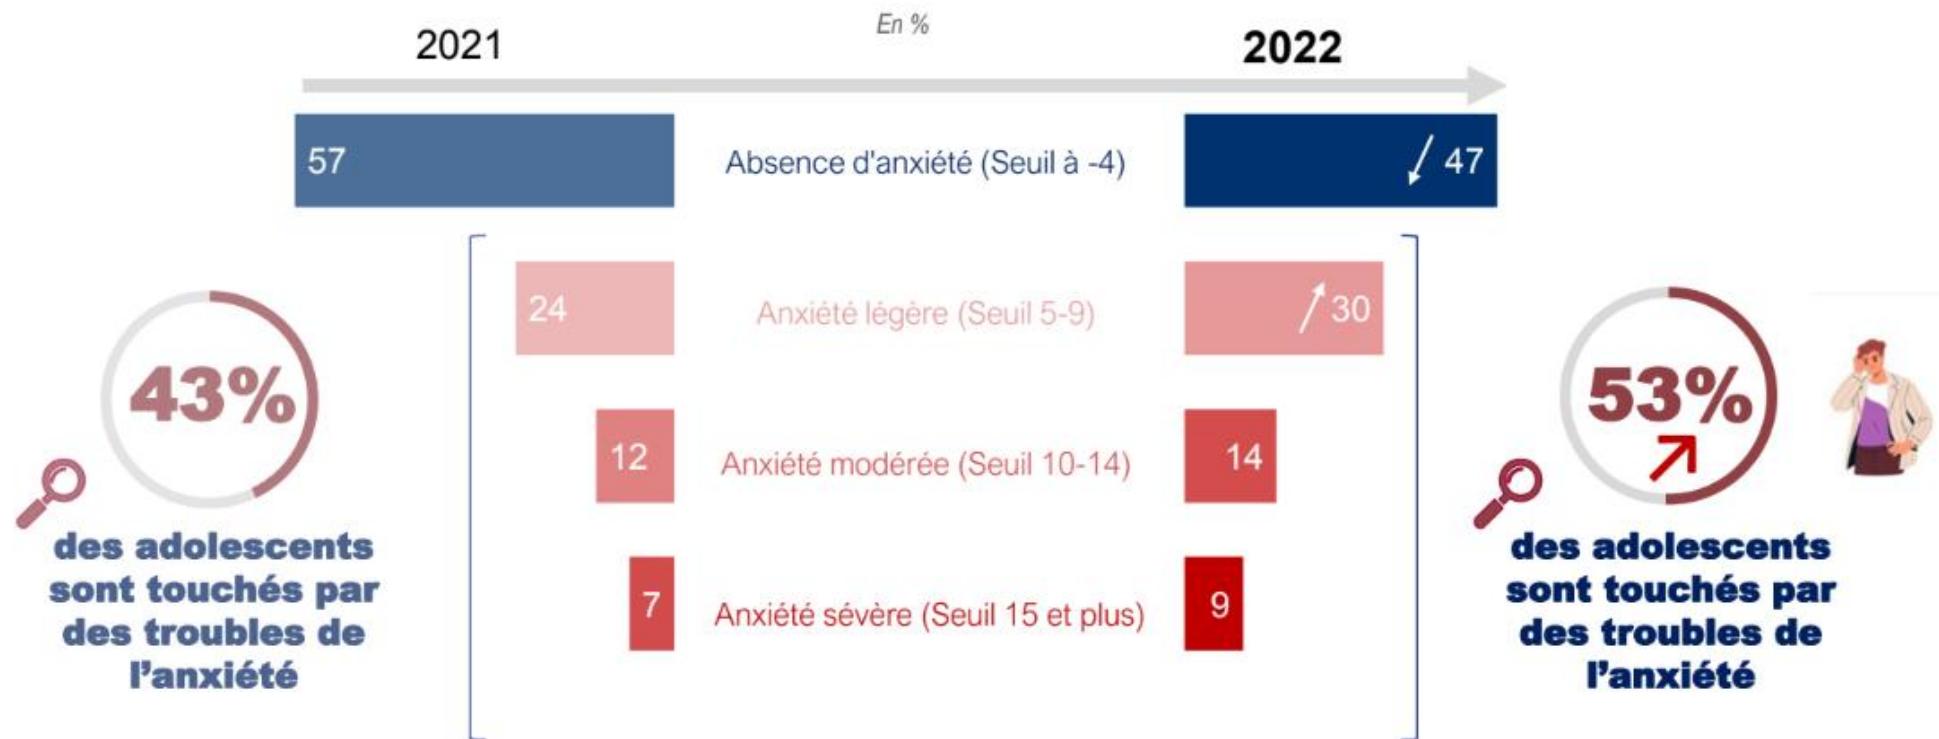 En %
2021
2022
57
Absence d'anxiété (Seuil à -4)
47
24
Anxiété légère (Seuil 5-9)
30
12
Anxiété modérée (Seuil 10-14)
14
7
Anxiété sévère (Seuil 15 et plus)
9
43%
des adolescents
sont touchés par
des troubles de
l'anxiété
53%
des adolescents
sont touchés par
des troubles de
l'anxiété